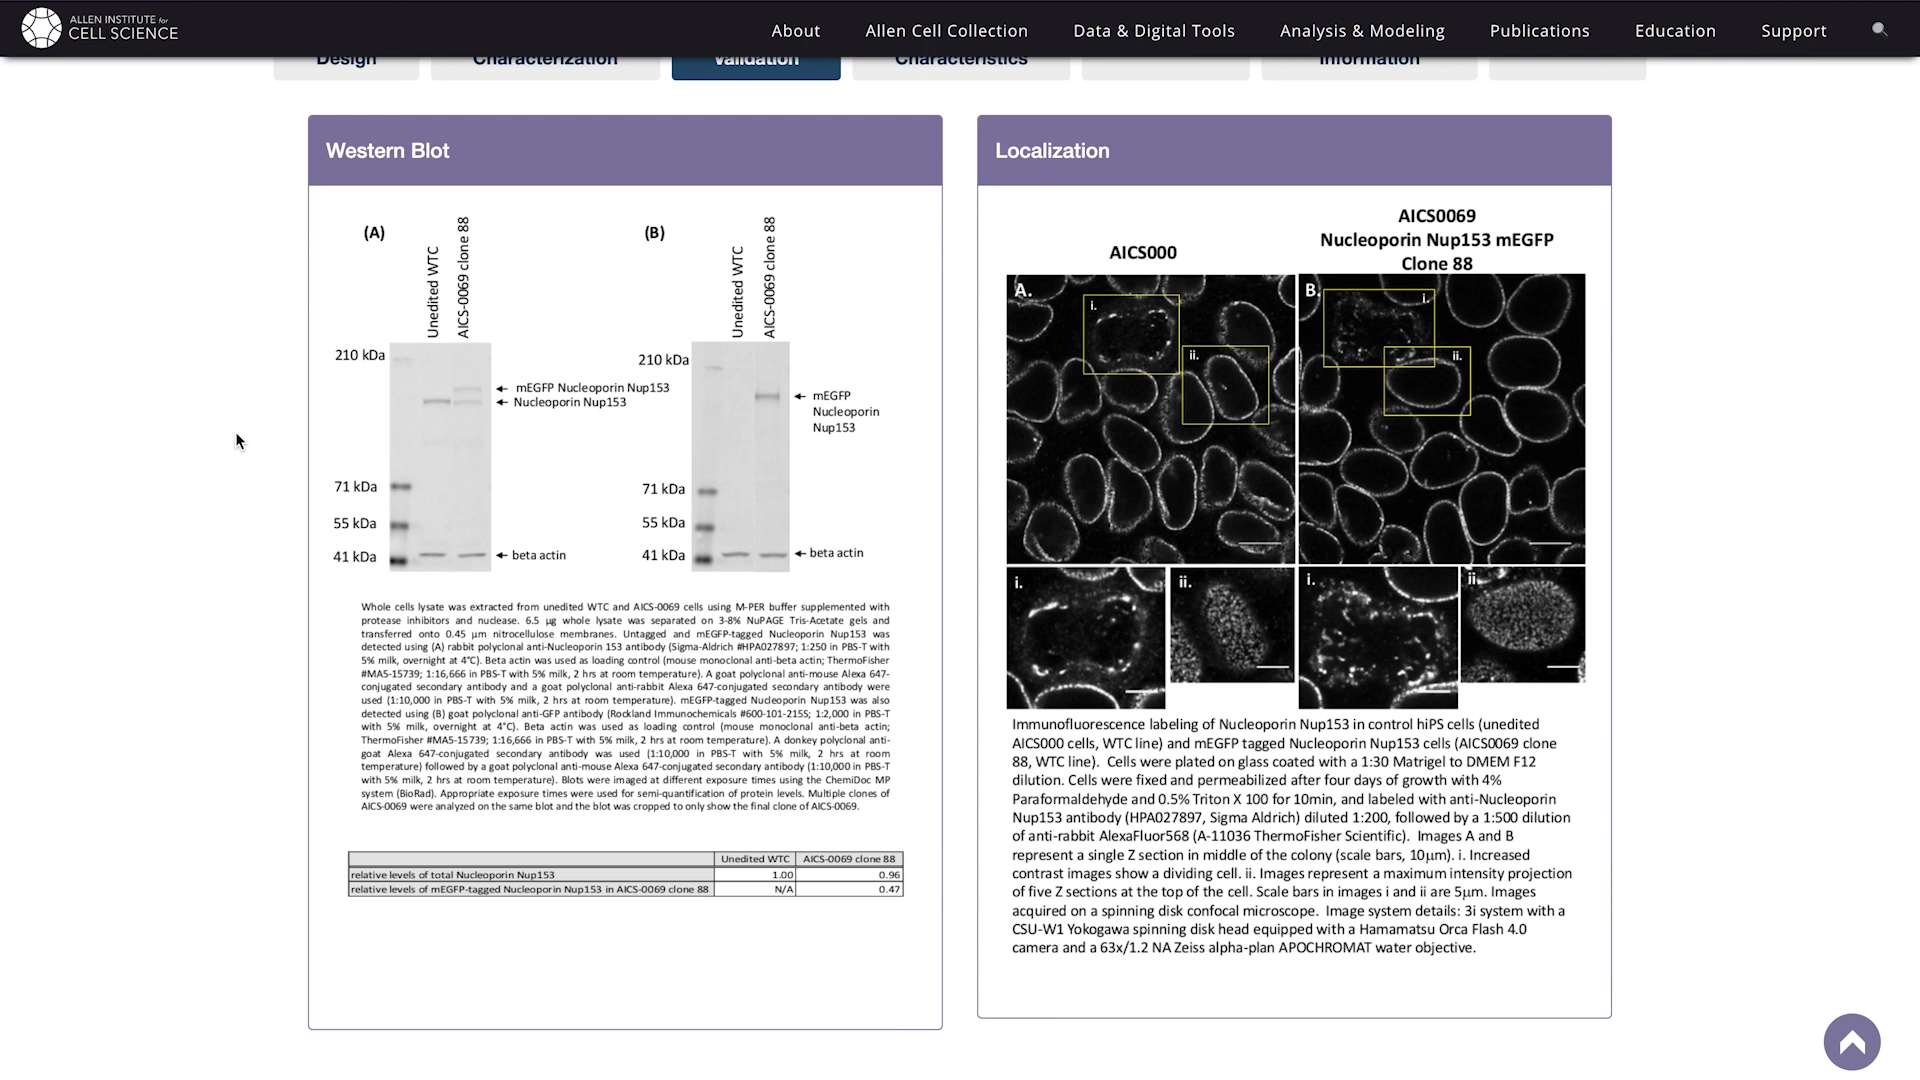 ALLEN INSTITUTE for
CELL SCIENCE
About
Allen Cell Collection
Data & Digital Tools
Analysis & Modeling
Publications
Education
Support
Design
Characterization
Validation
Characteristics
Information
Western Blot
(A)
Unedited WTC
AICS-0069 clone 88
210 kDa
mEGFP Nucleoporin Nup153
Nucleoporin Nup153
71 kDa
55 kDa
41 kDa
beta actin
(B)
Unedited WTC
AICS-0069 clone 88
210 kDa
mEGFP
Nucleoporin
Nup153
71 kDa
55 kDa
41 kDa
beta actin
Whole cells lysate was extracted from unedited WTC and AICS-0069 cells using M-PER buffer supplemented with
protease inhibitors and nuclease. 6.5 µg whole lysate was separated on 3-8% NuPAGE Tris-Acetate gels and
transferred onto 0.45 µm nitrocellulose membranes. Untagged and mEGFP-tagged Nucleoporin Nup153 was
detected using (A) rabbit polyclonal anti-Nucleoporin 153 antibody (Sigma-Aldrich #HPA027897; 1:250 in PBS-T with
5% milk, overnight at 4°C). Beta actin was used as loading control (mouse monoclonal anti-beta actin; ThermoFisher
#MA5-15739; 1:16,666 in PBS-T with 5% milk, 2 hrs at room temperature). A goat polyclonal anti-mouse Alexa 647-
conjugated secondary antibody and a goat polyclonal anti-rabbit Alexa 647-conjugated secondary antibody were
used (1:10,000 in PBS-T with 5% milk, 2 hrs at room temperature). mEGFP-tagged Nucleoporin Nup153 was also
detected using (B) goat polyclonal anti-GFP antibody (Rockland Immunochemicals #600-101-215S; 1:2,000 in PBS-T
with 5% milk, overnight at 4°C). Beta actin was used as loading control (mouse monoclonal anti-beta actin;
ThermoFisher #MA5-15739; 1:16,666 in PBS-T with 5% milk, 2 hrs at room temperature). A donkey polyclonal anti-
goat Alexa 647-conjugated secondary antibody was used (1:10,000 in PBS-T with 5% milk, 2 hrs at room
temperature) followed by a goat polyclonal anti-mouse Alexa 647-conjugated secondary antibody (1:10,000 in PBS-T
with 5% milk, 2 hrs at room temperature). Blots were imaged at different exposure times using the ChemiDoc MP
system (BioRad). Appropriate exposure times were used for semi-quantification of protein levels. Multiple clones of
AICS-0069 were analyzed on the same blot and the blot was cropped to only show the final clone of AICS-0069.
Unedited WTC AICS-0069 clone 88
relative levels of total Nucleoporin Nup153 1.00 0.96
relative levels of mEGFP-tagged Nucleoporin Nup153 in AICS-0069 clone 88 N/A 0.47
Localization
AICS000
AICS0069
Nucleoporin Nup153 mEGFP
Clone 88
A.
i.
ii.
B.
i.
ii.
i.
ii.
i.
ii.
Immunofluorescence labeling of Nucleoporin Nup153 in control hiPS cells (unedited
AICS000 cells, WTC line) and mEGFP tagged Nucleoporin Nup153 cells (AICS0069 clone
88, WTC line). Cells were plated on glass coated with a 1:30 Matrigel to DMEM F12
dilution. Cells were fixed and permeabilized after four days of growth with 4%
Paraformaldehyde and 0.5% Triton X 100 for 10min, and labeled with anti-Nucleoporin
Nup153 antibody (HPA027897, Sigma Aldrich) diluted 1:200, followed by a 1:500 dilution
of anti-rabbit AlexaFluor568 (A-11036 ThermoFisher Scientific). Images A and B
represent a single Z section in middle of the colony (scale bars, 10µm). i. Increased
contrast images show a dividing cell. ii. Images represent a maximum intensity projection
of five Z sections at the top of the cell. Scale bars in images i and ii are 5µm. Images
acquired on a spinning disk confocal microscope. Image system details: 3i system with a
CSU-W1 Yokogawa spinning disk head equipped with a Hamamatsu Orca Flash 4.0
camera and a 63x/1.2 NA Zeiss alpha-plan APOCHROMAT water objective.